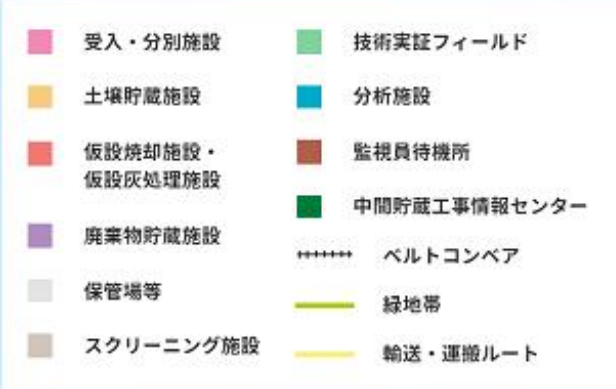 受入・分別施設
土壌貯蔵施設
仮設焼却施設・
仮設灰処理施設
廃棄物貯蔵施設
保管場等
スクリーニング施設
技術実証フィールド
分析施設
監視員待機所
中間貯蔵工事情報センター
ベルトコンベア
緑地帯
輸送・運搬ルート